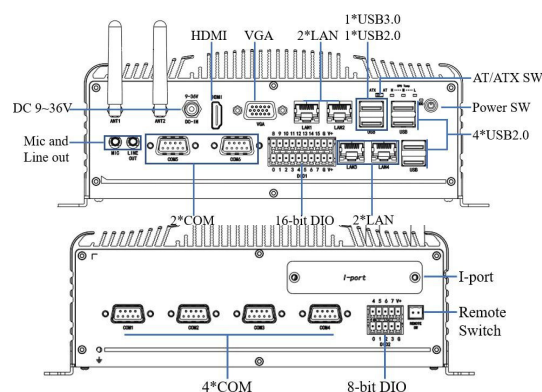 1*USB3.0
HDMI VGA 2*LAN 1*USB2.0
AT/ATX SW
DC 9~36V
Power SW
4*USB2.0
Mic and
Line out
ANT1 ANT2
9-36V
DC-IN
HDMI
VGA
LAN1 LAN2
USB
ATX AT
MIC LINE
OUT
COM5 COM6
8 9 10 11 12 13 14 15 G V+
0 1 2 3 4 5 6 7 G V+
DIO1
LAN3 LAN4
USB
2*COM 16-bit DIO 2*LAN
I-port
I-port
COM1 COM2 COM3 COM4
4 5 6 7 V+
0 1 2 3 G
DIO2
REMOTE
SW
Remote
Switch
4*COM 8-bit DIO